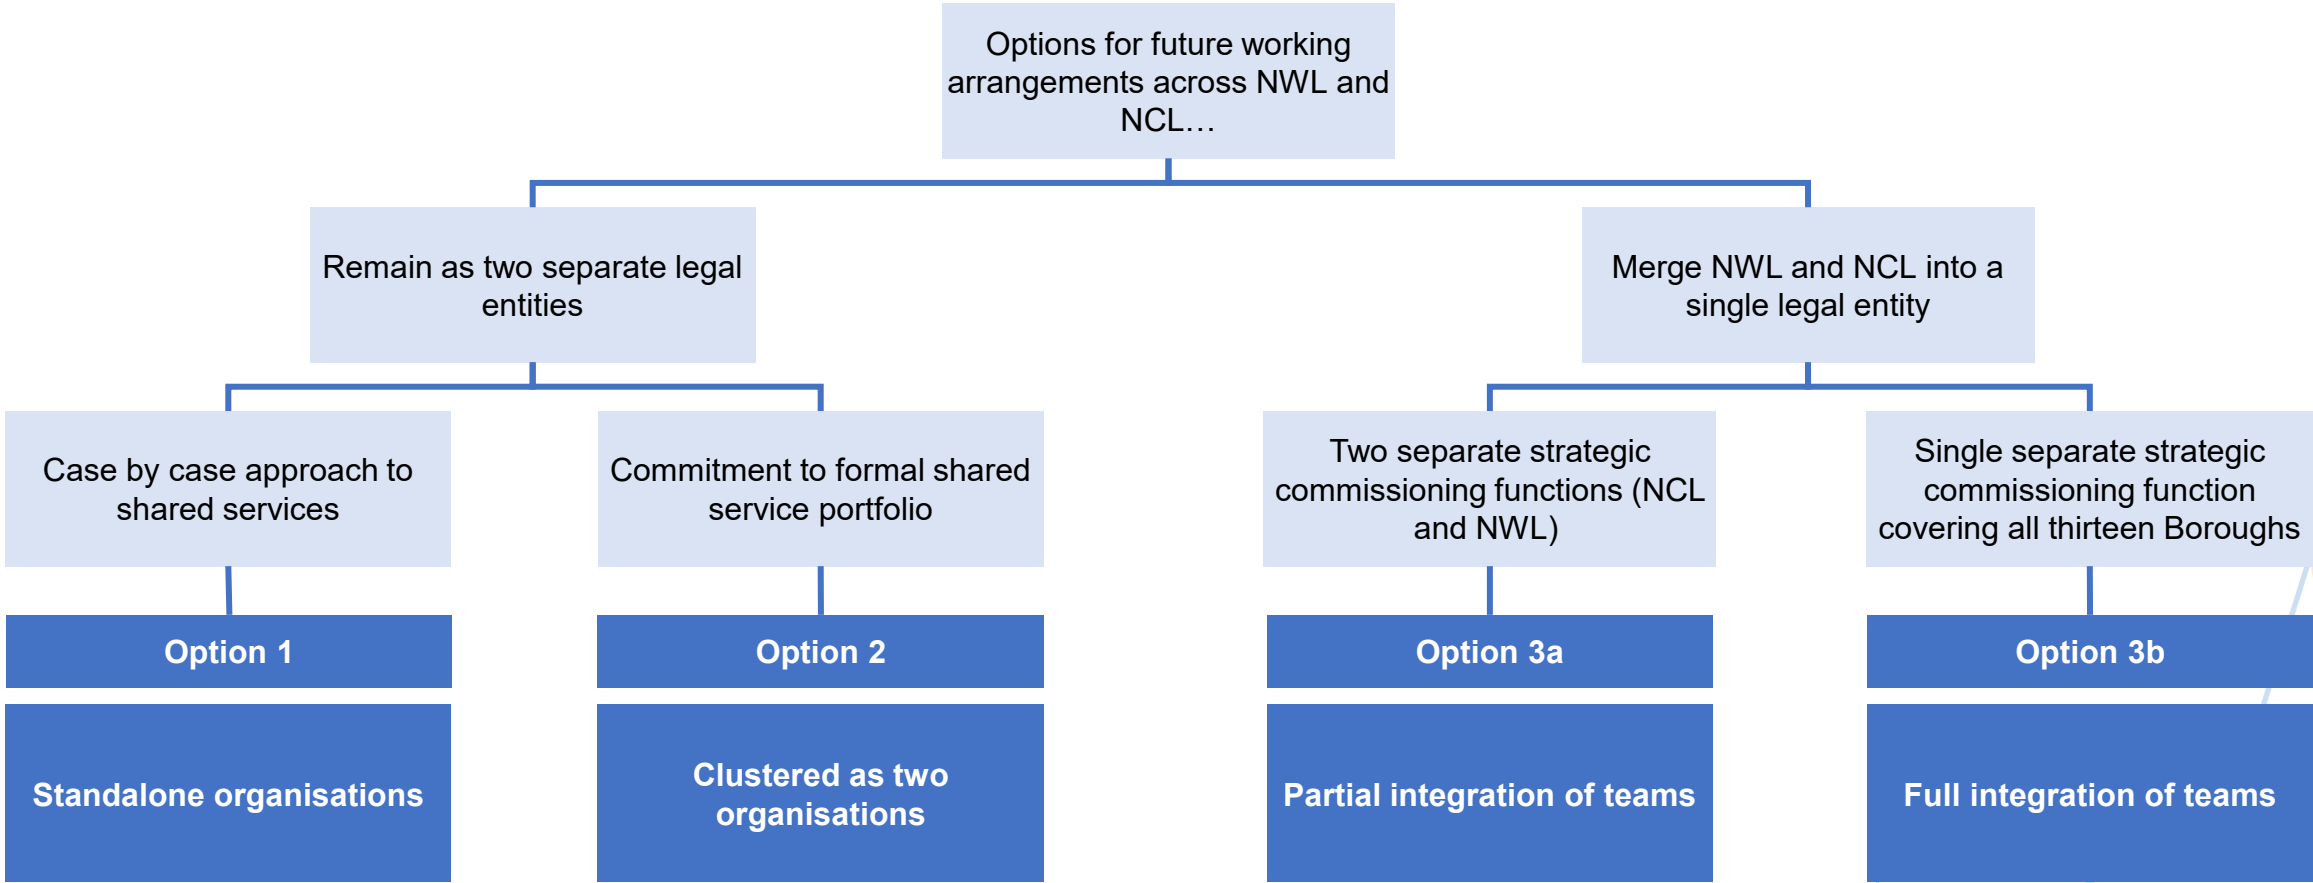 Options for future working
arrangements across NWL and
NCL…
Remain as two separate legal
entities
Merge NWL and NCL into a
single legal entity
Case by case approach to
shared services
Commitment to formal shared
service portfolio
Two separate strategic
commissioning functions (NCL
and NWL)
Single separate strategic
commissioning function
covering all thirteen Boroughs
Option 1
Option 2
Option 3a
Option 3b
Standalone organisations
Clustered as two
organisations
Partial integration of teams
Full integration of teams